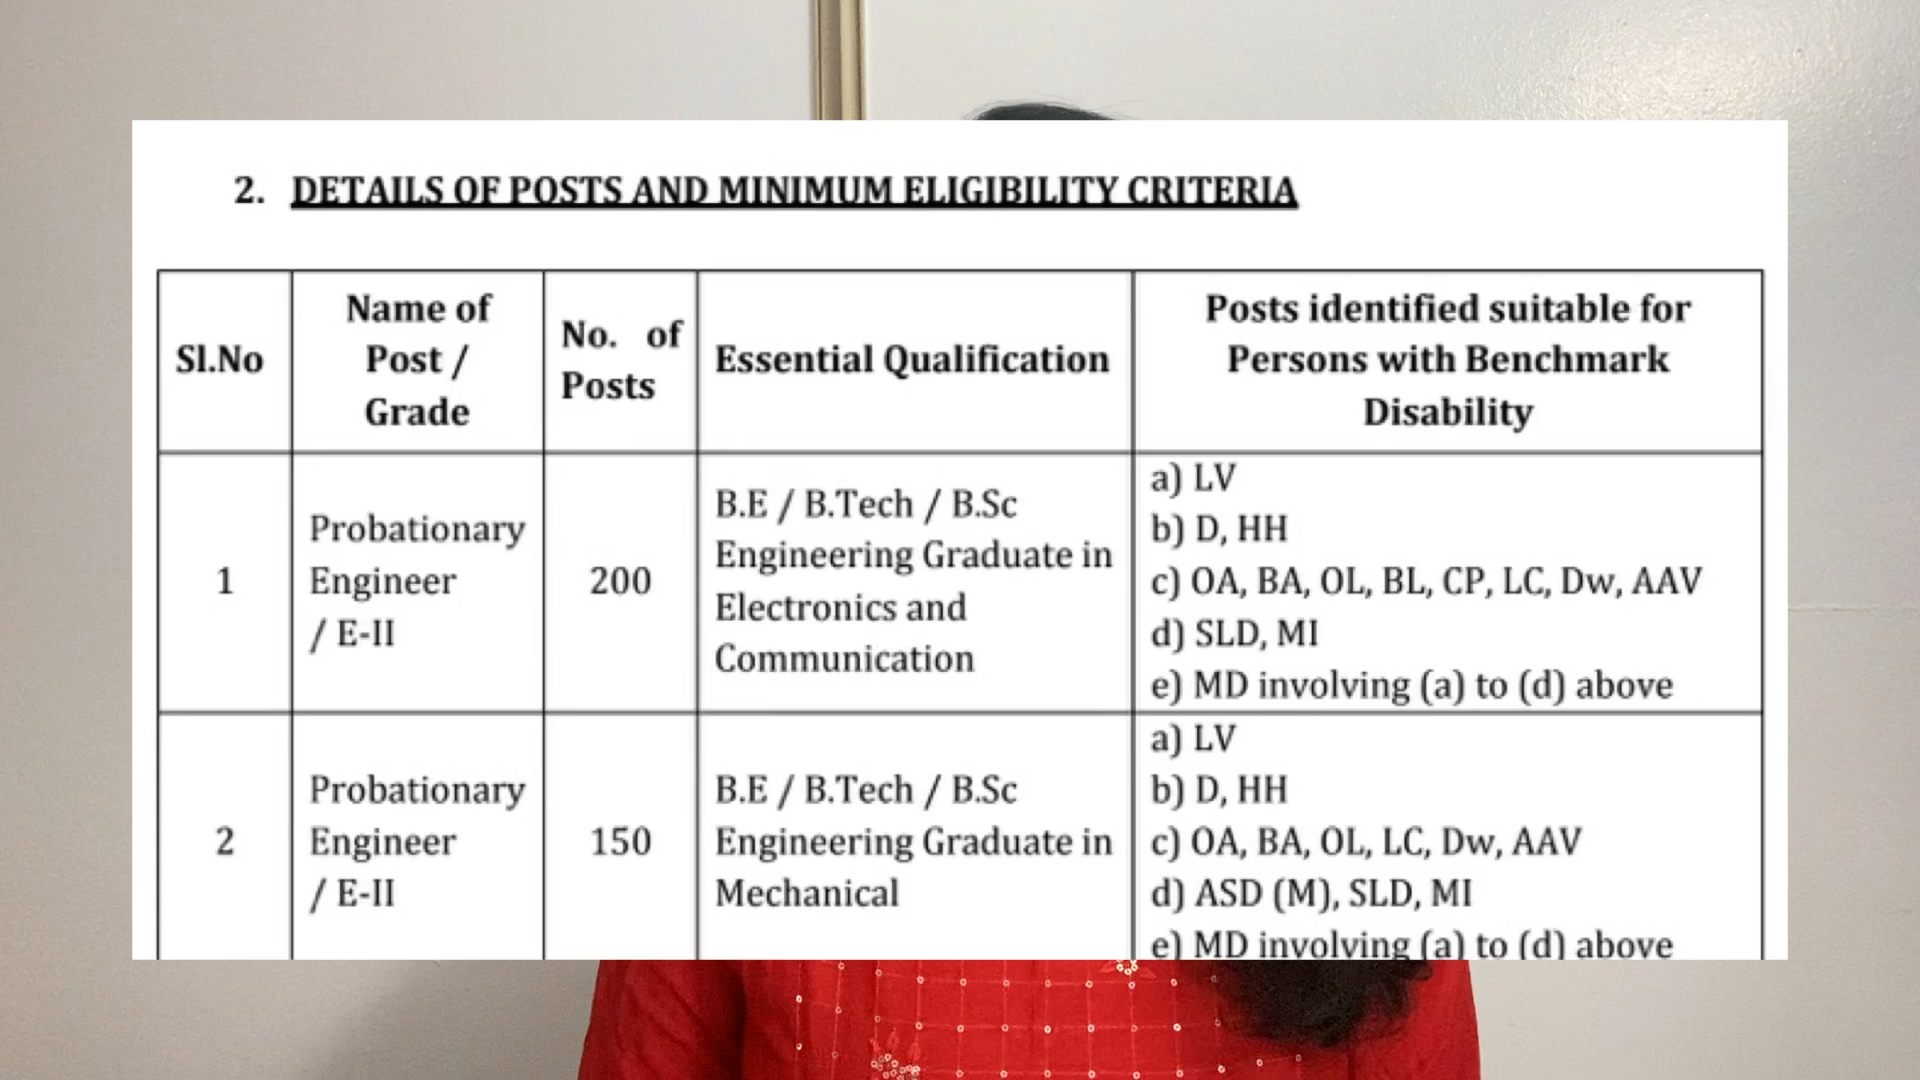 2. DETAILS OF POSTS AND MINIMUM ELIGIBILITY CRITERIA
Sl.No
Name of
Post /
Grade
No. of
Posts
Essential Qualification
Posts identified suitable for
Persons with Benchmark
Disability
1
Probationary
Engineer
/ E-II
200
B.E / B.Tech / B.Sc
Engineering Graduate in
Electronics and
Communication
a) LV
b) D, HH
c) OA, BA, OL, BL, CP, LC, Dw, AAV
d) SLD, MI
e) MD involving (a) to (d) above
2
Probationary
Engineer
/ E-II
150
B.E / B.Tech / B.Sc
Engineering Graduate in
Mechanical
a) LV
b) D, HH
c) OA, BA, OL, LC, Dw, AAV
d) ASD (M), SLD, MI
e) MD involving (a) to (d) above